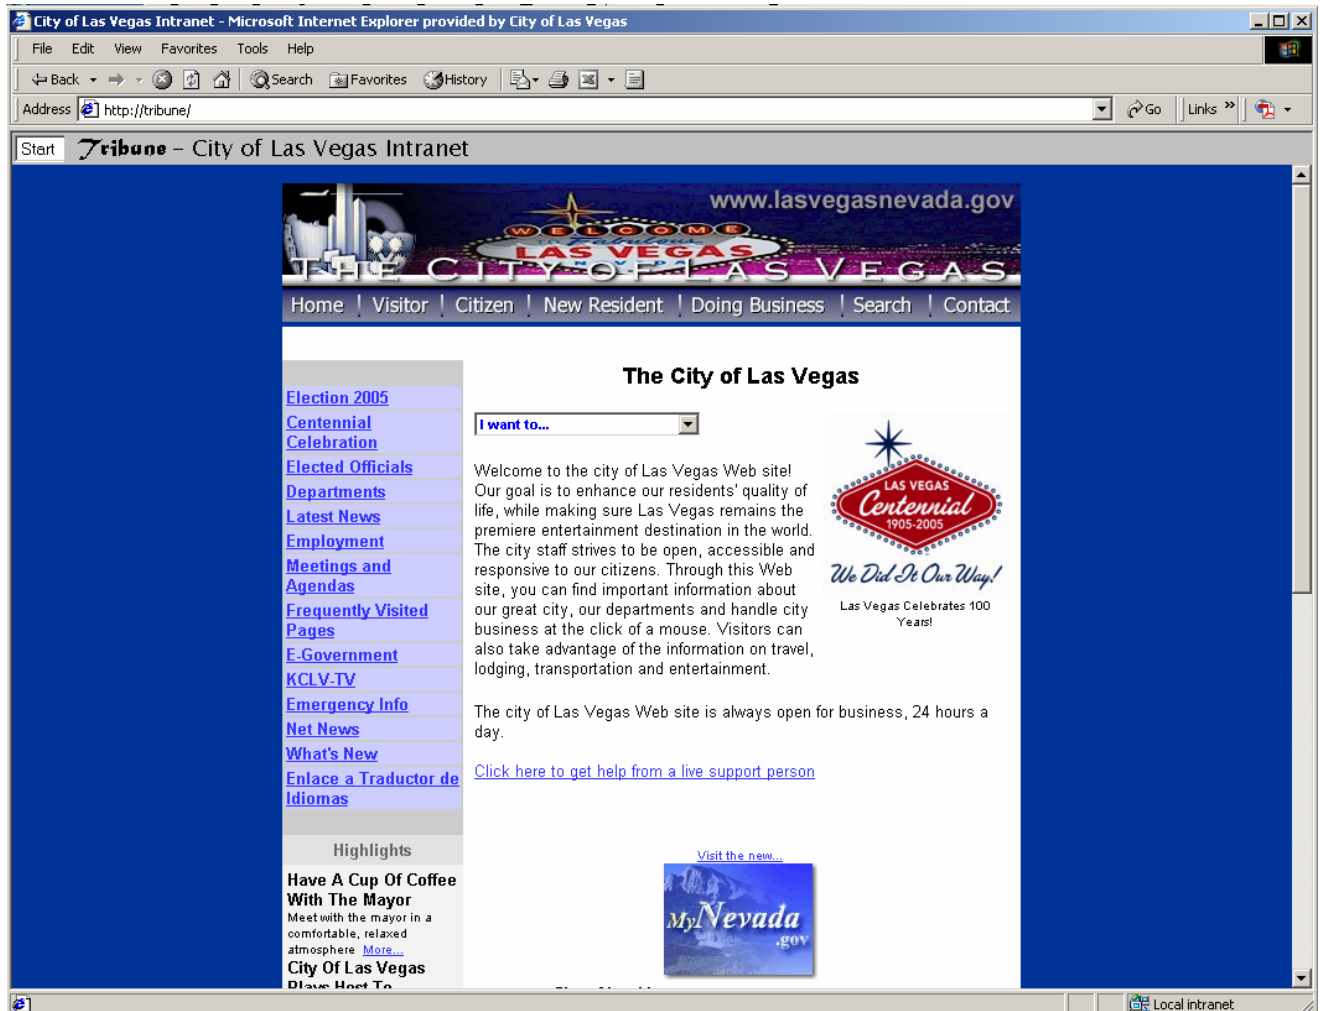 City of Las Vegas Intranet - Microsoft Internet Explorer provided by City of Las Vegas
File Edit View Favorites Tools Help
Back Search Favorites History
Address http://tribune/ Go Links »
Start Tribune – City of Las Vegas Intranet
www.lasvegasnevada.gov
WELCOME
TO Fabulous
LAS VEGAS
NEVADA
THE CITY OF LAS VEGAS
Home | Visitor | Citizen | New Resident | Doing Business | Search | Contact
Election 2005
Centennial
Celebration
Elected Officials
Departments
Latest News
Employment
Meetings and
Agendas
Frequently Visited
Pages
E-Government
KCLV-TV
Emergency Info
Net News
What's New
Enlace a Traductor de
Idiomas
Highlights
Have A Cup Of Coffee
With The Mayor
Meet with the mayor in a
comfortable, relaxed
atmosphere More...
City Of Las Vegas
Plays Host To
The City of Las Vegas
I want to...
Welcome to the city of Las Vegas Web site!
Our goal is to enhance our residents' quality of
life, while making sure Las Vegas remains the
premiere entertainment destination in the world.
The city staff strives to be open, accessible and
responsive to our citizens. Through this Web
site, you can find important information about
our great city, our departments and handle city
business at the click of a mouse. Visitors can
also take advantage of the information on travel,
lodging, transportation and entertainment.
LAS VEGAS
Centennial
1905-2005
We Did It Our Way!
Las Vegas Celebrates 100
Years!
The city of Las Vegas Web site is always open for business, 24 hours a
day.
Click here to get help from a live support person
Visit the new...
MyNevada
.gov
Local intranet